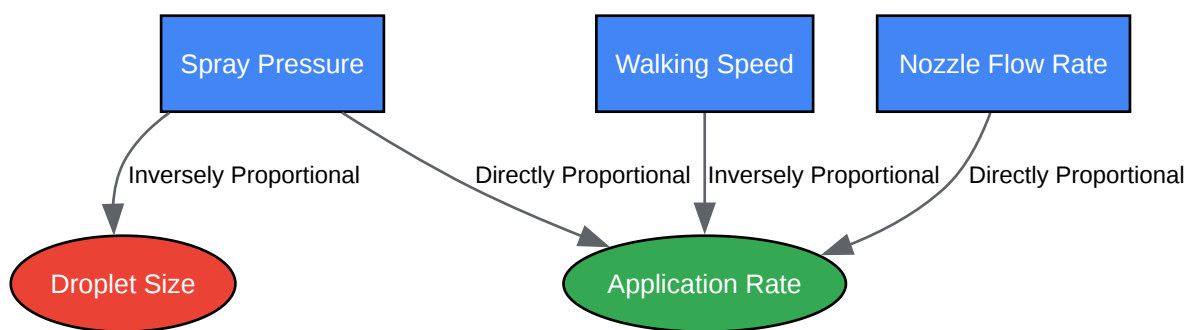 Spray Pressure
Walking Speed
Nozzle Flow Rate
Inversely Proportional
Directly Proportional
Inversely Proportional
Directly Proportional
Droplet Size
Application Rate